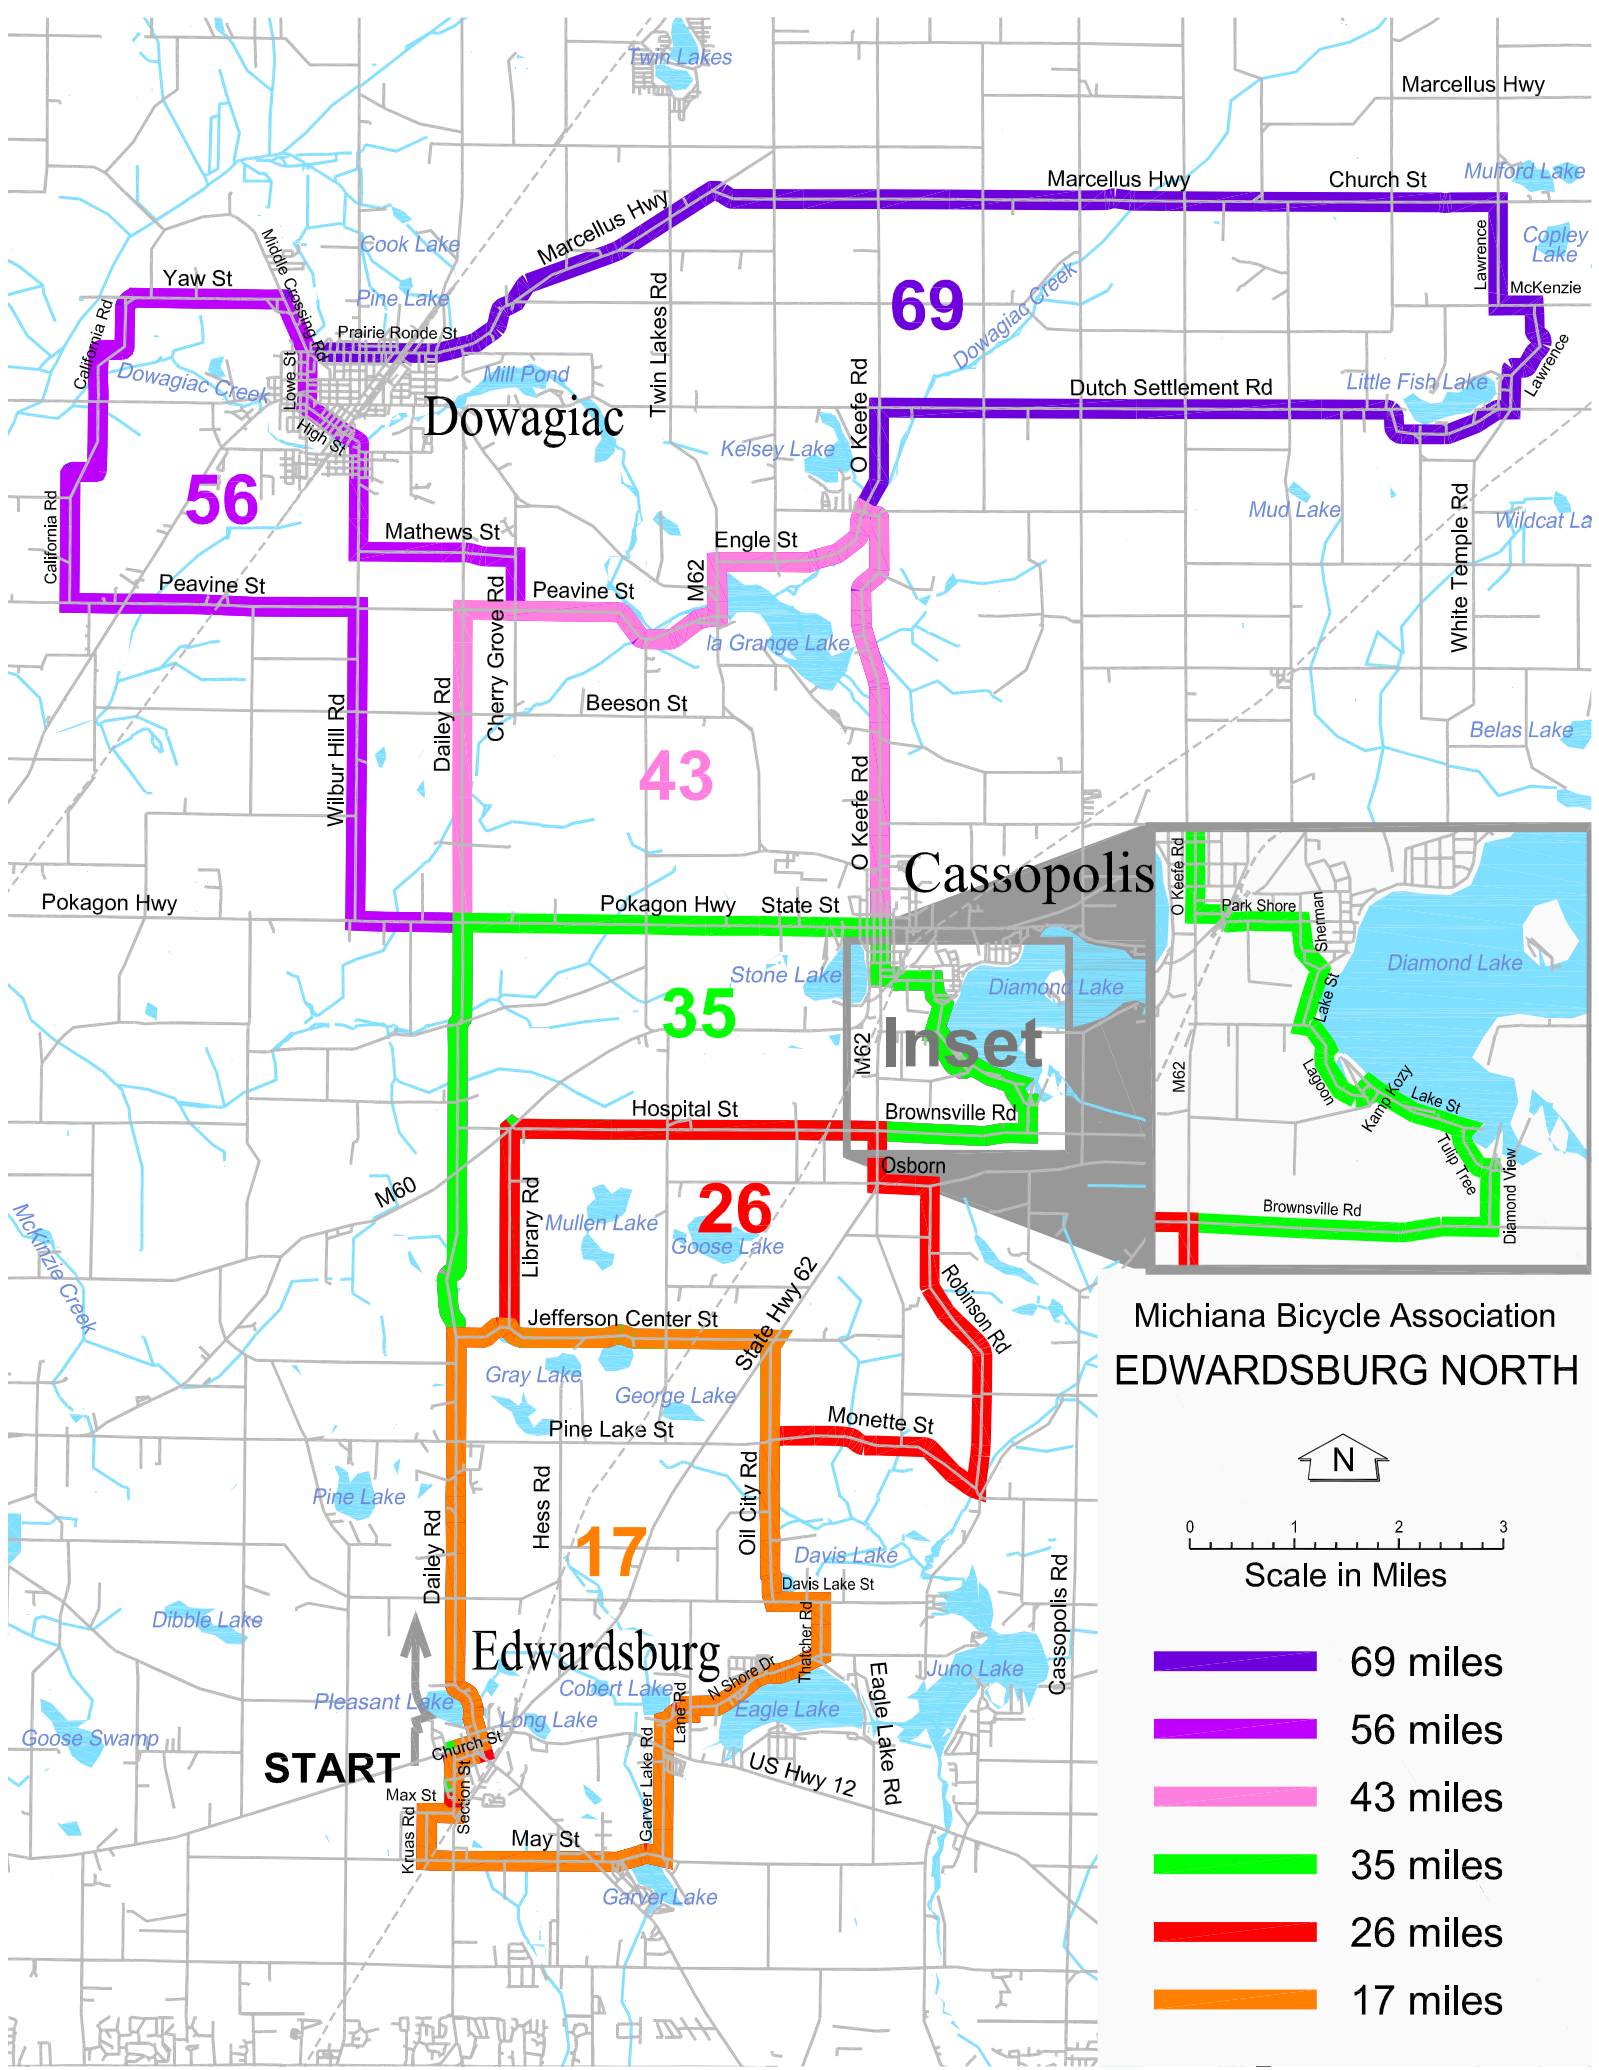 Twin Lakes
Marcellus Hwy
Mulford Lake
Marcellus Hwy
Church St
Copley
Lake
Lawrence
McKenzie
Cook Lake
Middle Crossing Rd
Marcellus Hwy
Yaw St
Pine Lake
Prairie Ronde St
California Rd
Twin Lakes Rd
69
Dowagiac Creek
Lowe St
Dowagiac Creek
Mill Pond
Dowagiac
High St
O Keefe Rd
Dutch Settlement Rd
Little Fish Lake
Lawrence
Kelsey Lake
56
California Rd
Mud Lake
White Temple Rd
Wildcat La
Mathews St
Engle St
M62
Peavine St
Peavine St
Cherry Grove Rd
la Grange Lake
Dailey Rd
Wilbur Hill Rd
Beeson St
43
O Keefe Rd
Belas Lake
Cassopolis
Pokagon Hwy
Pokagon Hwy
State St
Stone Lake
Diamond Lake
35
M62
Inset
Hospital St
Brownsville Rd
Osborn
O Keefe Rd
Park Shore
Sherman
Diamond Lake
Lake St
M62
Lagoon
Kamp Kozy
Lake St
Tulip Tree
Diamond View
Brownsville Rd
M60
Library Rd
Mullen Lake
26
Goose Lake
McKinzie Creek
State Hwy 62
Robinson Rd
Jefferson Center St
Gray Lake
George Lake
Pine Lake St
Monette St
Oil City Rd
Hess Rd
Pine Lake
Dailey Rd
17
Davis Lake
Davis Lake St
Cassopolis Rd
Dibble Lake
Edwardsburg
Thatcher Rd
N Shore Dr
Juno Lake
Cobert Lake
Pleasant Lake
Long Lake
Lane Rd
Eagle Lake
Eagle Lake Rd
Goose Swamp
START
Church St
Garver Lake Rd
US Hwy 12
Max St
Section St
Kruas Rd
May St
Garver Lake
Michiana Bicycle Association
EDWARDSBURG NORTH
N
0 1 2 3
Scale in Miles
69 miles
56 miles
43 miles
35 miles
26 miles
17 miles